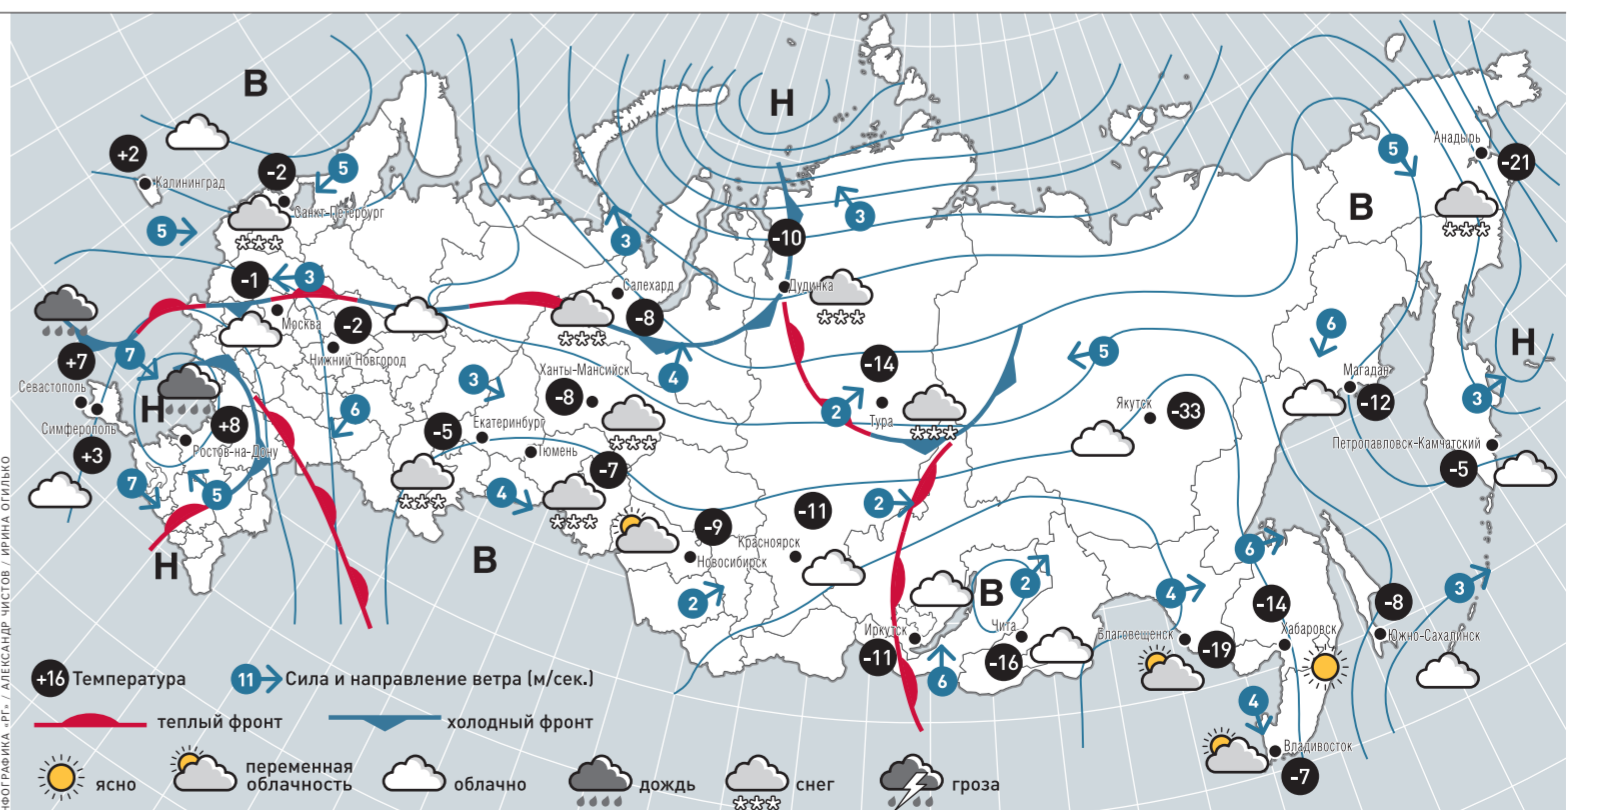 В
Н
+2
Калининград
-2
5
Санкт-Петербург
5
3
3
5
Анадырь
-21
В
-10
-1
3
Москва
-2
Нижний Новгород
Салехард
-8
Дудинка
6
Магадан
-12
Н
3
+7
7
Севастополь
Н
Симферополь
+8
Ростов-на-Дону
+3
7
5
Н
6
3
Ханты-Мансийск
-8
4
-5
Екатеринбург
Тюмень
-7
4
В
-14
2
Тура
5
Якутск
-33
Петропавловск-Камчатский
-5
-9
Новосибирск
2
-11
Красноярск
2
Иркутск
-11
6
В
2
Чита
-16
4
Благовещенск
-19
6
-14
Хабаровск
-8
Южно-Сахалинск
3
4
Владивосток
-7
+16 Температура
11 Сила и направление ветра (м/сек.)
теплый фронт
холодный фронт
ясно
переменная
облачность
облачно
дождь
снег
гроза
НФОГРАФИКА «РГ» / АЛЕКСАНДР ЧИСТОВ / ИРИНА ОГИЛЬКО